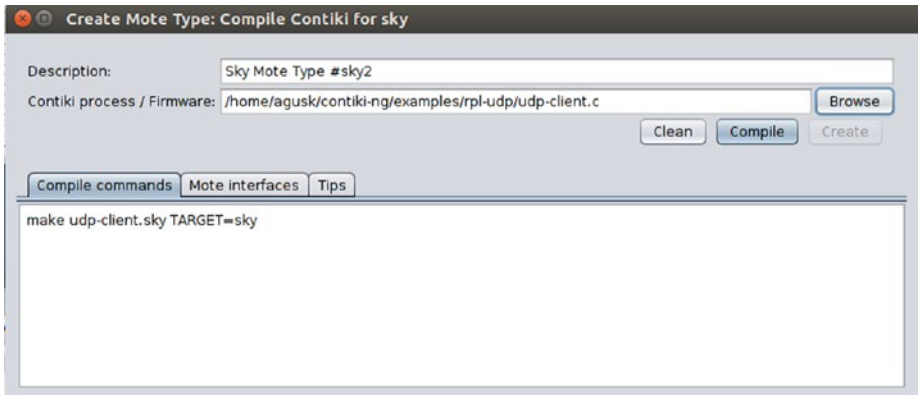 Create Mote Type: Compile Contiki for sky
Description: Sky Mote Type #sky2
Contiki process / Firmware: /home/agusk/contiki-ng/examples/rpl-udp/udp-client.c Browse
Clean Compile Create
Compile commands Mote interfaces Tips
make udp-client.sky TARGET=sky